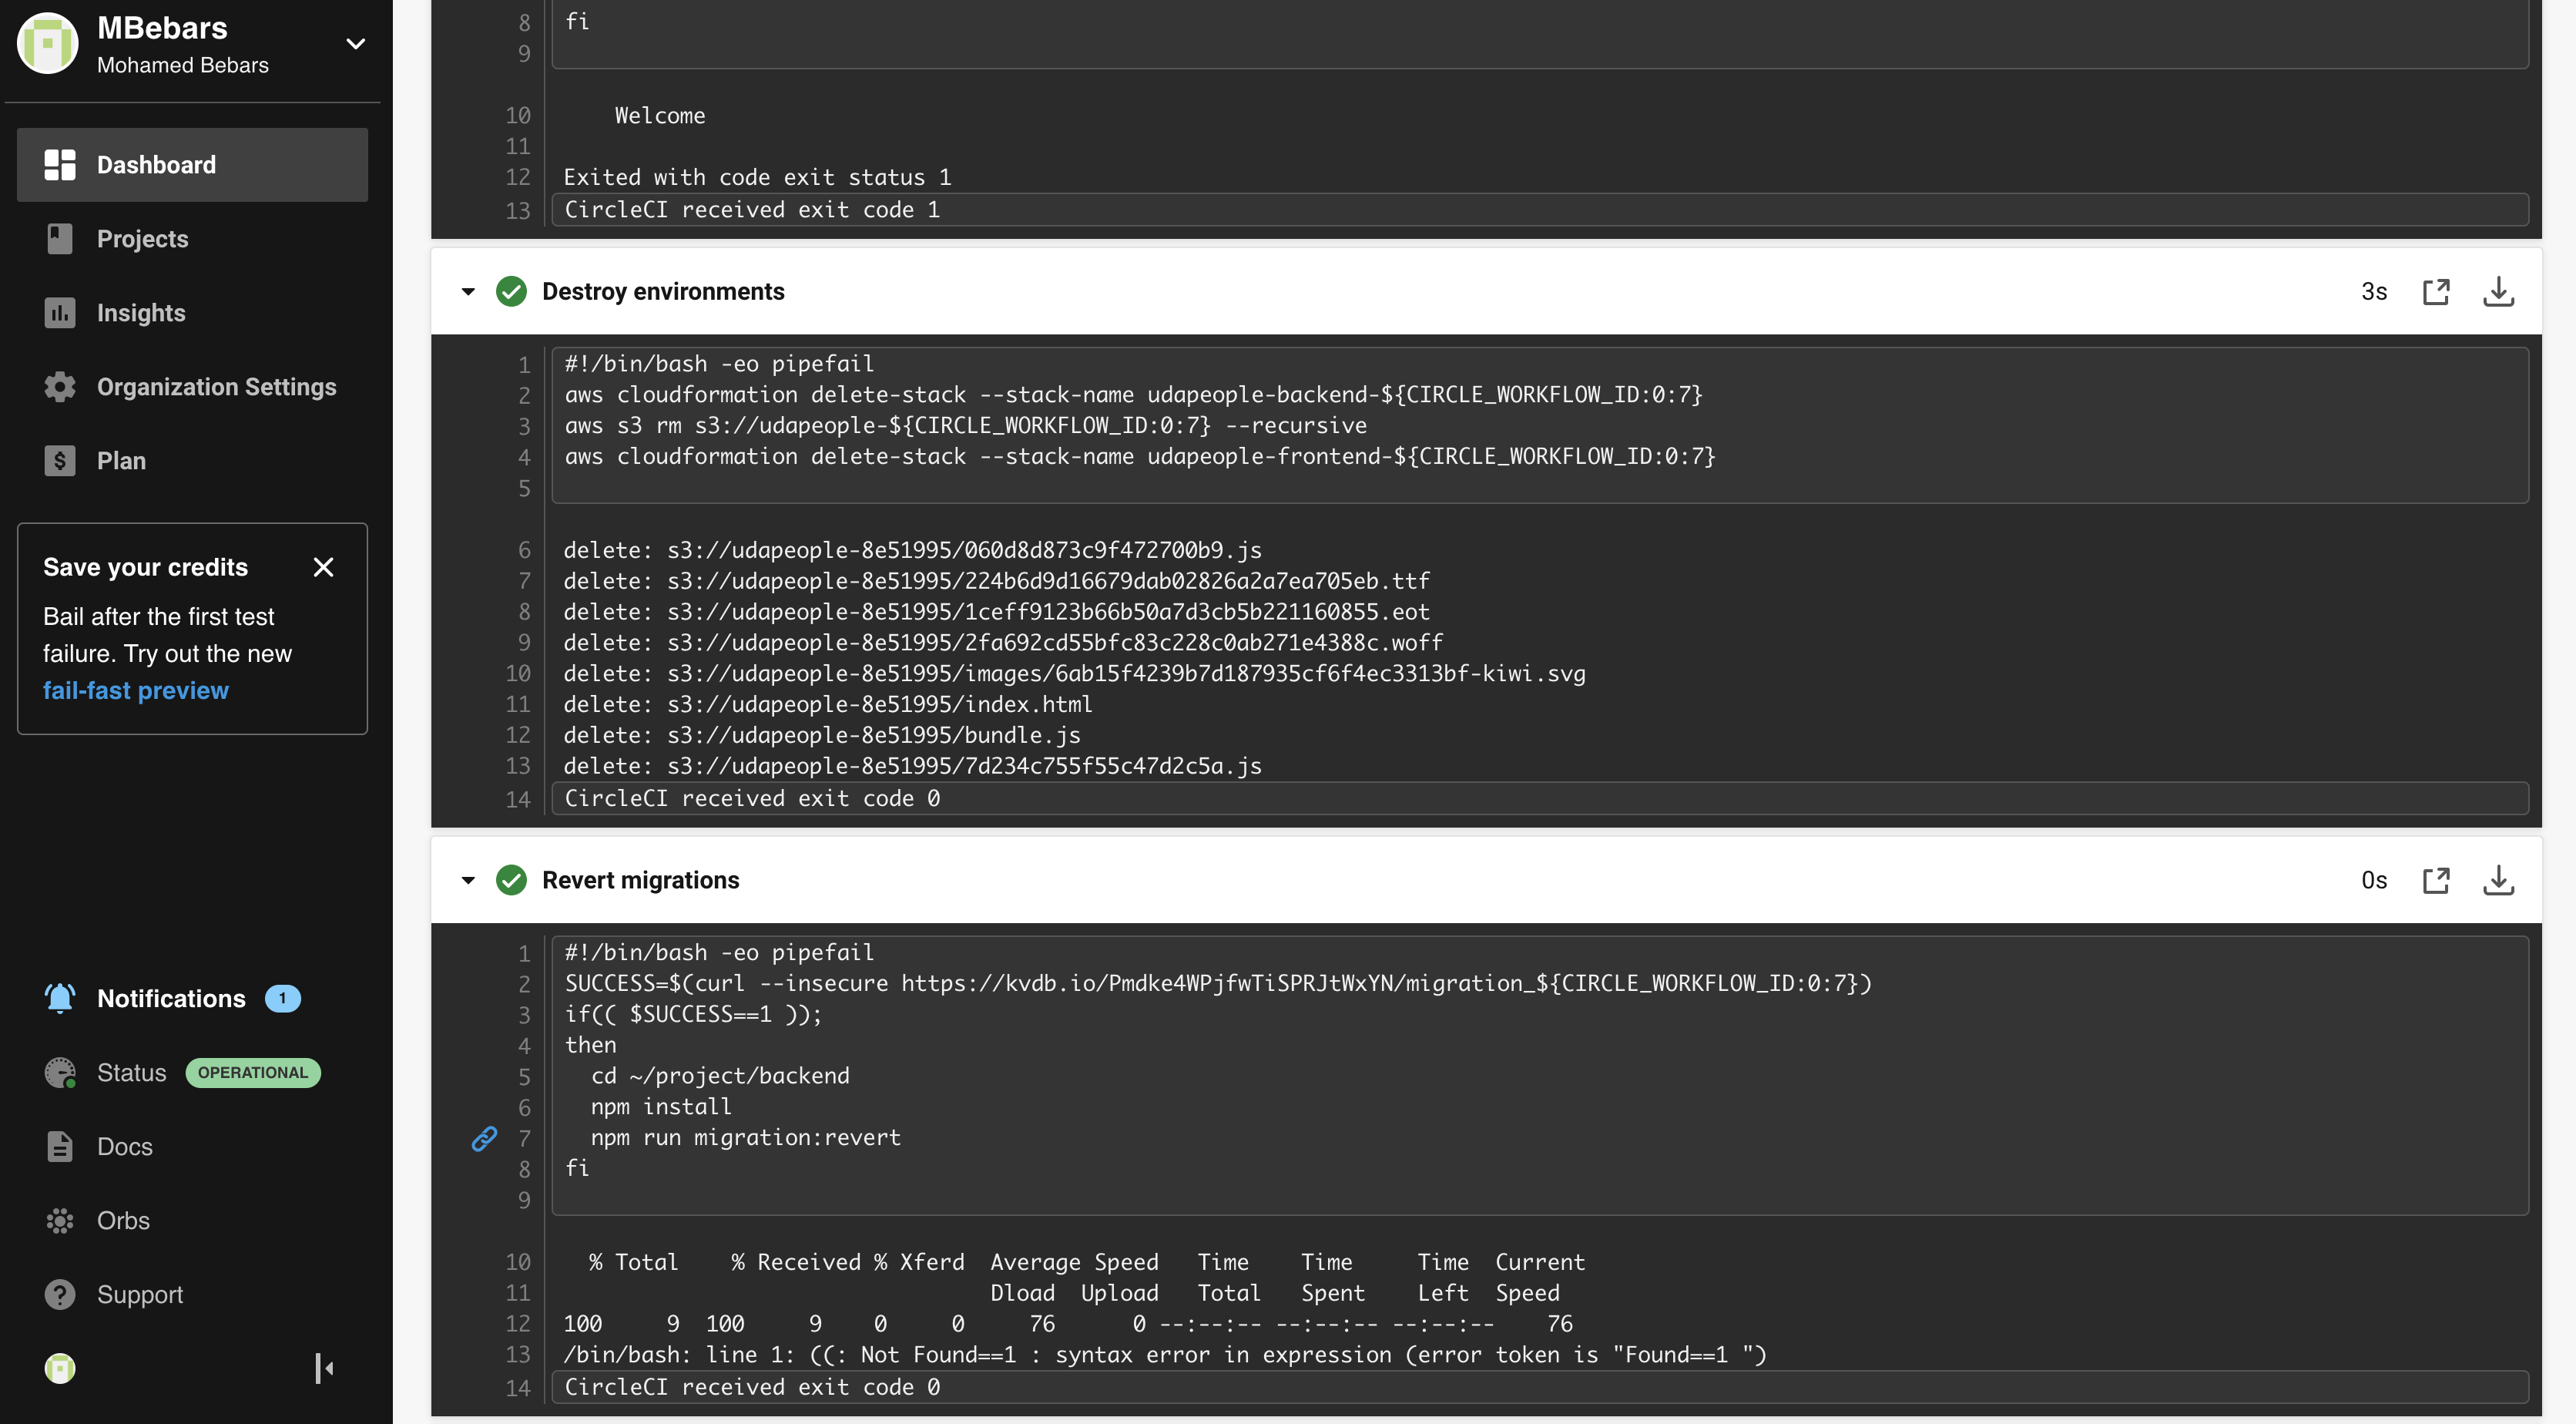 MBebars
Mohamed Bebars
Dashboard
Projects
Insights
Organization Settings
Plan
Save your credits
Bail after the first test
failure. Try out the new
fail-fast preview
Notifications 1
Status OPERATIONAL
Docs
Orbs
Support
8 fi
9
10 Welcome
11
12 Exited with code exit status 1
13 CircleCI received exit code 1
Destroy environments 3s
1 #!/bin/bash -eo pipefail
2 aws cloudformation delete-stack --stack-name udapeople-backend-${CIRCLE_WORKFLOW_ID:0:7}
3 aws s3 rm s3://udapeople-${CIRCLE_WORKFLOW_ID:0:7} --recursive
4 aws cloudformation delete-stack --stack-name udapeople-frontend-${CIRCLE_WORKFLOW_ID:0:7}
5
6 delete: s3://udapeople-8e51995/060d8d873c9f472700b9.js
7 delete: s3://udapeople-8e51995/224b6d9d16679dab02826a2a7ea705eb.ttf
8 delete: s3://udapeople-8e51995/1ceff9123b66b50a7d3cb5b221160855.eot
9 delete: s3://udapeople-8e51995/2fa692cd55bfc83c228c0ab271e4388c.woff
10 delete: s3://udapeople-8e51995/images/6ab15f4239b7d187935cf6f4ec3313bf-kiwi.svg
11 delete: s3://udapeople-8e51995/index.html
12 delete: s3://udapeople-8e51995/bundle.js
13 delete: s3://udapeople-8e51995/7d234c755f55c47d2c5a.js
14 CircleCI received exit code 0
Revert migrations 0s
1 #!/bin/bash -eo pipefail
2 SUCCESS=$(curl --insecure https://kvdb.io/Pmdke4WPjfwTiSPRJtWxYN/migration_${CIRCLE_WORKFLOW_ID:0:7})
3 if(( $SUCCESS==1 ));
4 then
5 cd ~/project/backend
6 npm install
7 npm run migration:revert
8 fi
9
10 % Total % Received % Xferd Average Speed Time Time Time Current
11 Dload Upload Total Spent Left Speed
12 100 9 100 9 0 0 76 0 --:--:-- --:--:-- --:--:-- 76
13 /bin/bash: line 1: ((: Not Found==1 : syntax error in expression (error token is "Found==1 ")
14 CircleCI received exit code 0